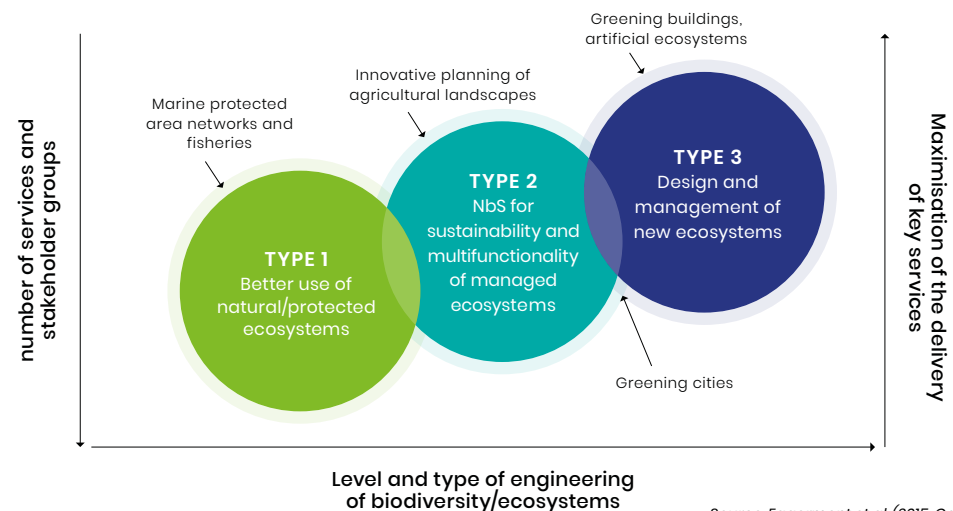 Greening buildings,
artificial ecosystems
Innovative planning of
agricultural landscapes
Marine protected
area networks and
fisheries
number of services and
stakeholder groups
TYPE 1
Better use of
natural/protected
ecosystems
TYPE 2
NbS for
sustainability and
multifunctionality
of managed
ecosystems
TYPE 3
Design and
management of
new ecosystems
Maximisation of the delivery
of key services
Greening cities
Level and type of engineering
of biodiversity/ecosystems